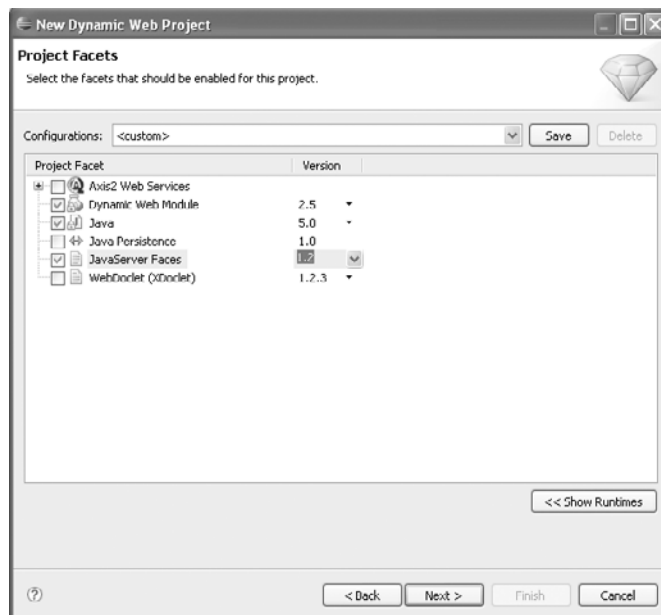 New Dynamic Web Project
Project Facets
Select the facets that should be enabled for this project.
Configurations: <custom> Save Delete
Project Facet Version
Axis2 Web Services
Dynamic Web Module 2.5
Java 5.0
Java Persistence 1.0
JavaServer Faces 1.2
WebDoclet (XDoclet) 1.2.3
<< Show Runtimes
< Back Next > Finish Cancel